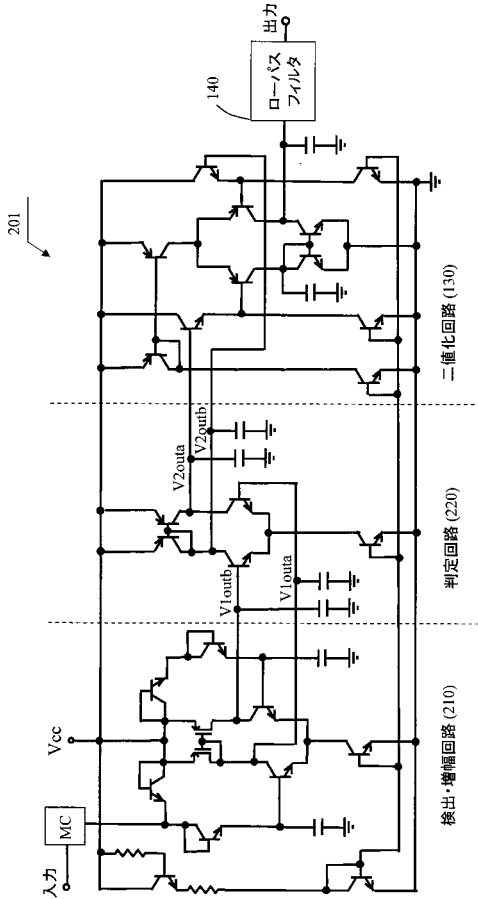 201
入力
MC
Vcc
V1outb
V1outa
V2outa
V2outb
140
ローパス
フィルタ
出力
検出・増幅回路 (210)
判定回路 (220)
二値化回路 (130)